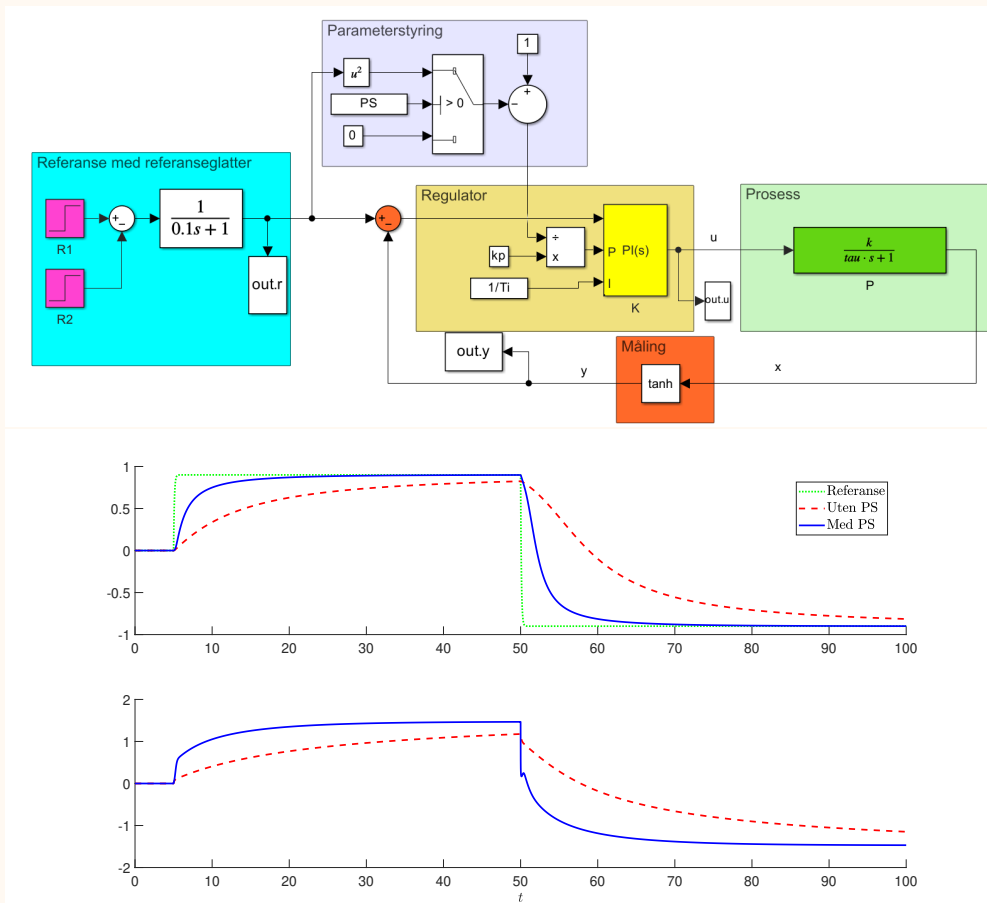 Parameterstyring
1
u²
PS
> 0
0
+
−
Referanse med referanseglatter
R1
R2
+
−
1
0.1s + 1
out.r
+
−
Regulator
÷
x
kp
1/Ti
P
I
PI(s)
K
u
out.u
Prosess
k
tau · s + 1
P
Måling
tanh
x
y
out.y
1
0.5
0
-0.5
-1
0 10 20 30 40 50 60 70 80 90 100
Referanse
Uten PS
Med PS
2
1
0
-1
-2
0 10 20 30 40 50 60 70 80 90 100
t